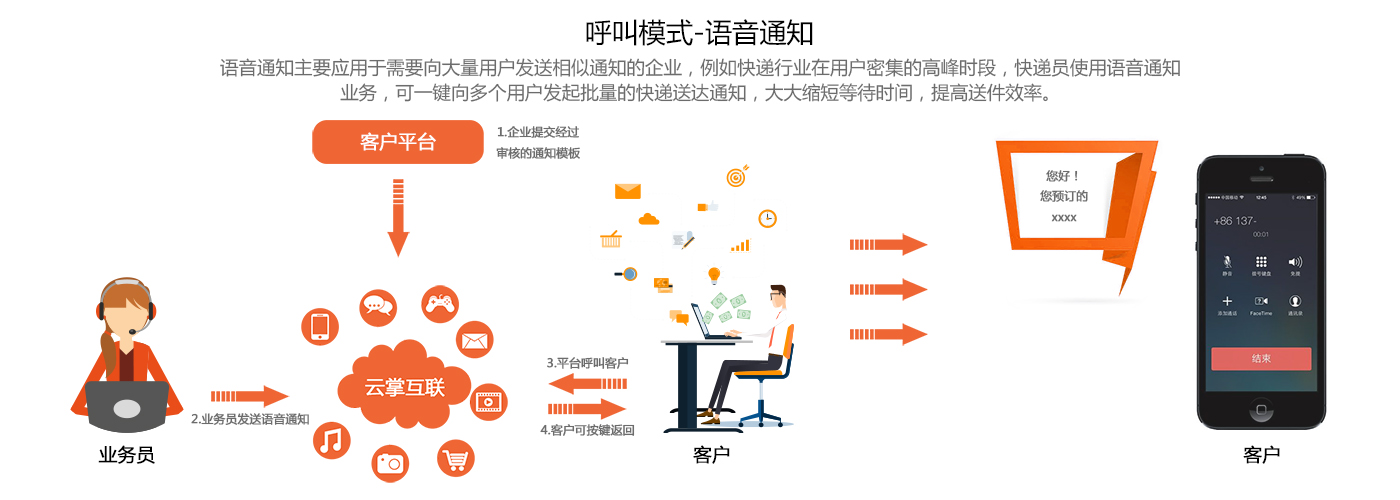 呼叫模式-语音通知
语音通知主要应用于需要向大量用户发送相似通知的企业，例如快递行业在用户密集的高峰时段，快递员使用语音通知
业务，可一键向多个用户发起批量的快递送达通知，大大缩短等待时间，提高送件效率。
客户平台
1.企业提交经过
审核的通知模板
您好！
您预订的
xxxx
中国移动
12:45
49%
+86 137-
00:01
静音
拨号键盘
免提
添加通话
FaceTime
通讯录
结束
云掌互联
3.平台呼叫客户
2.业务员发送语音通知
4.客户可按键返回
业务员
客户
客户